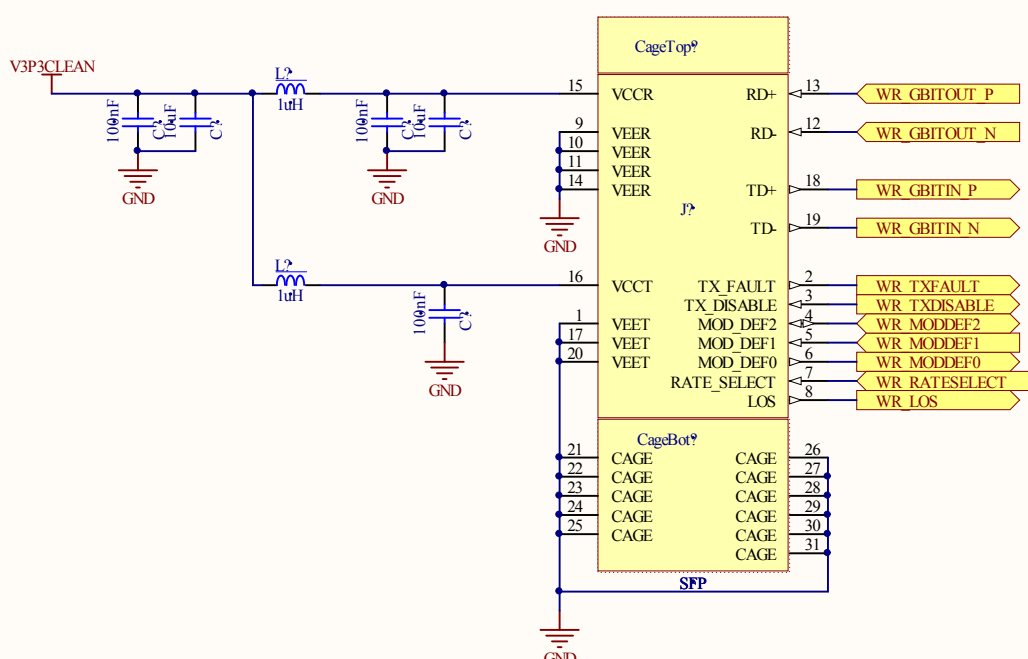 CageTop?
V3P3CLEAN
L?
1uH
100nF
C?
10uF
C?
100nF
C?
10uF
C?
GND
GND
15 VCCR RD+ 13 WR_GBITOUT_P
9 VEER RD- 12 WR_GBITOUT_N
10 VEER
11 VEER
14 VEER TD+ 18 WR_GBITIN_P
J?
GND
TD- 19 WR_GBITIN_N
L?
1uH
16 VCCT TX_FAULT 2 WR_TXFAULT
TX_DISABLE 3 WR_TXDISABLE
100nF
C?
1 VEET MOD_DEF2 4 WR_MODDEF2
17 VEET MOD_DEF1 5 WR_MODDEF1
20 VEET MOD_DEF0 6 WR_MODDEF0
RATE_SELECT 7 WR_RATESELECT
GND
LOS 8 WR_LOS
CageBot?
21 CAGE CAGE 26
22 CAGE CAGE 27
23 CAGE CAGE 28
24 CAGE CAGE 29
25 CAGE CAGE 30
CAGE 31
SFP
GND